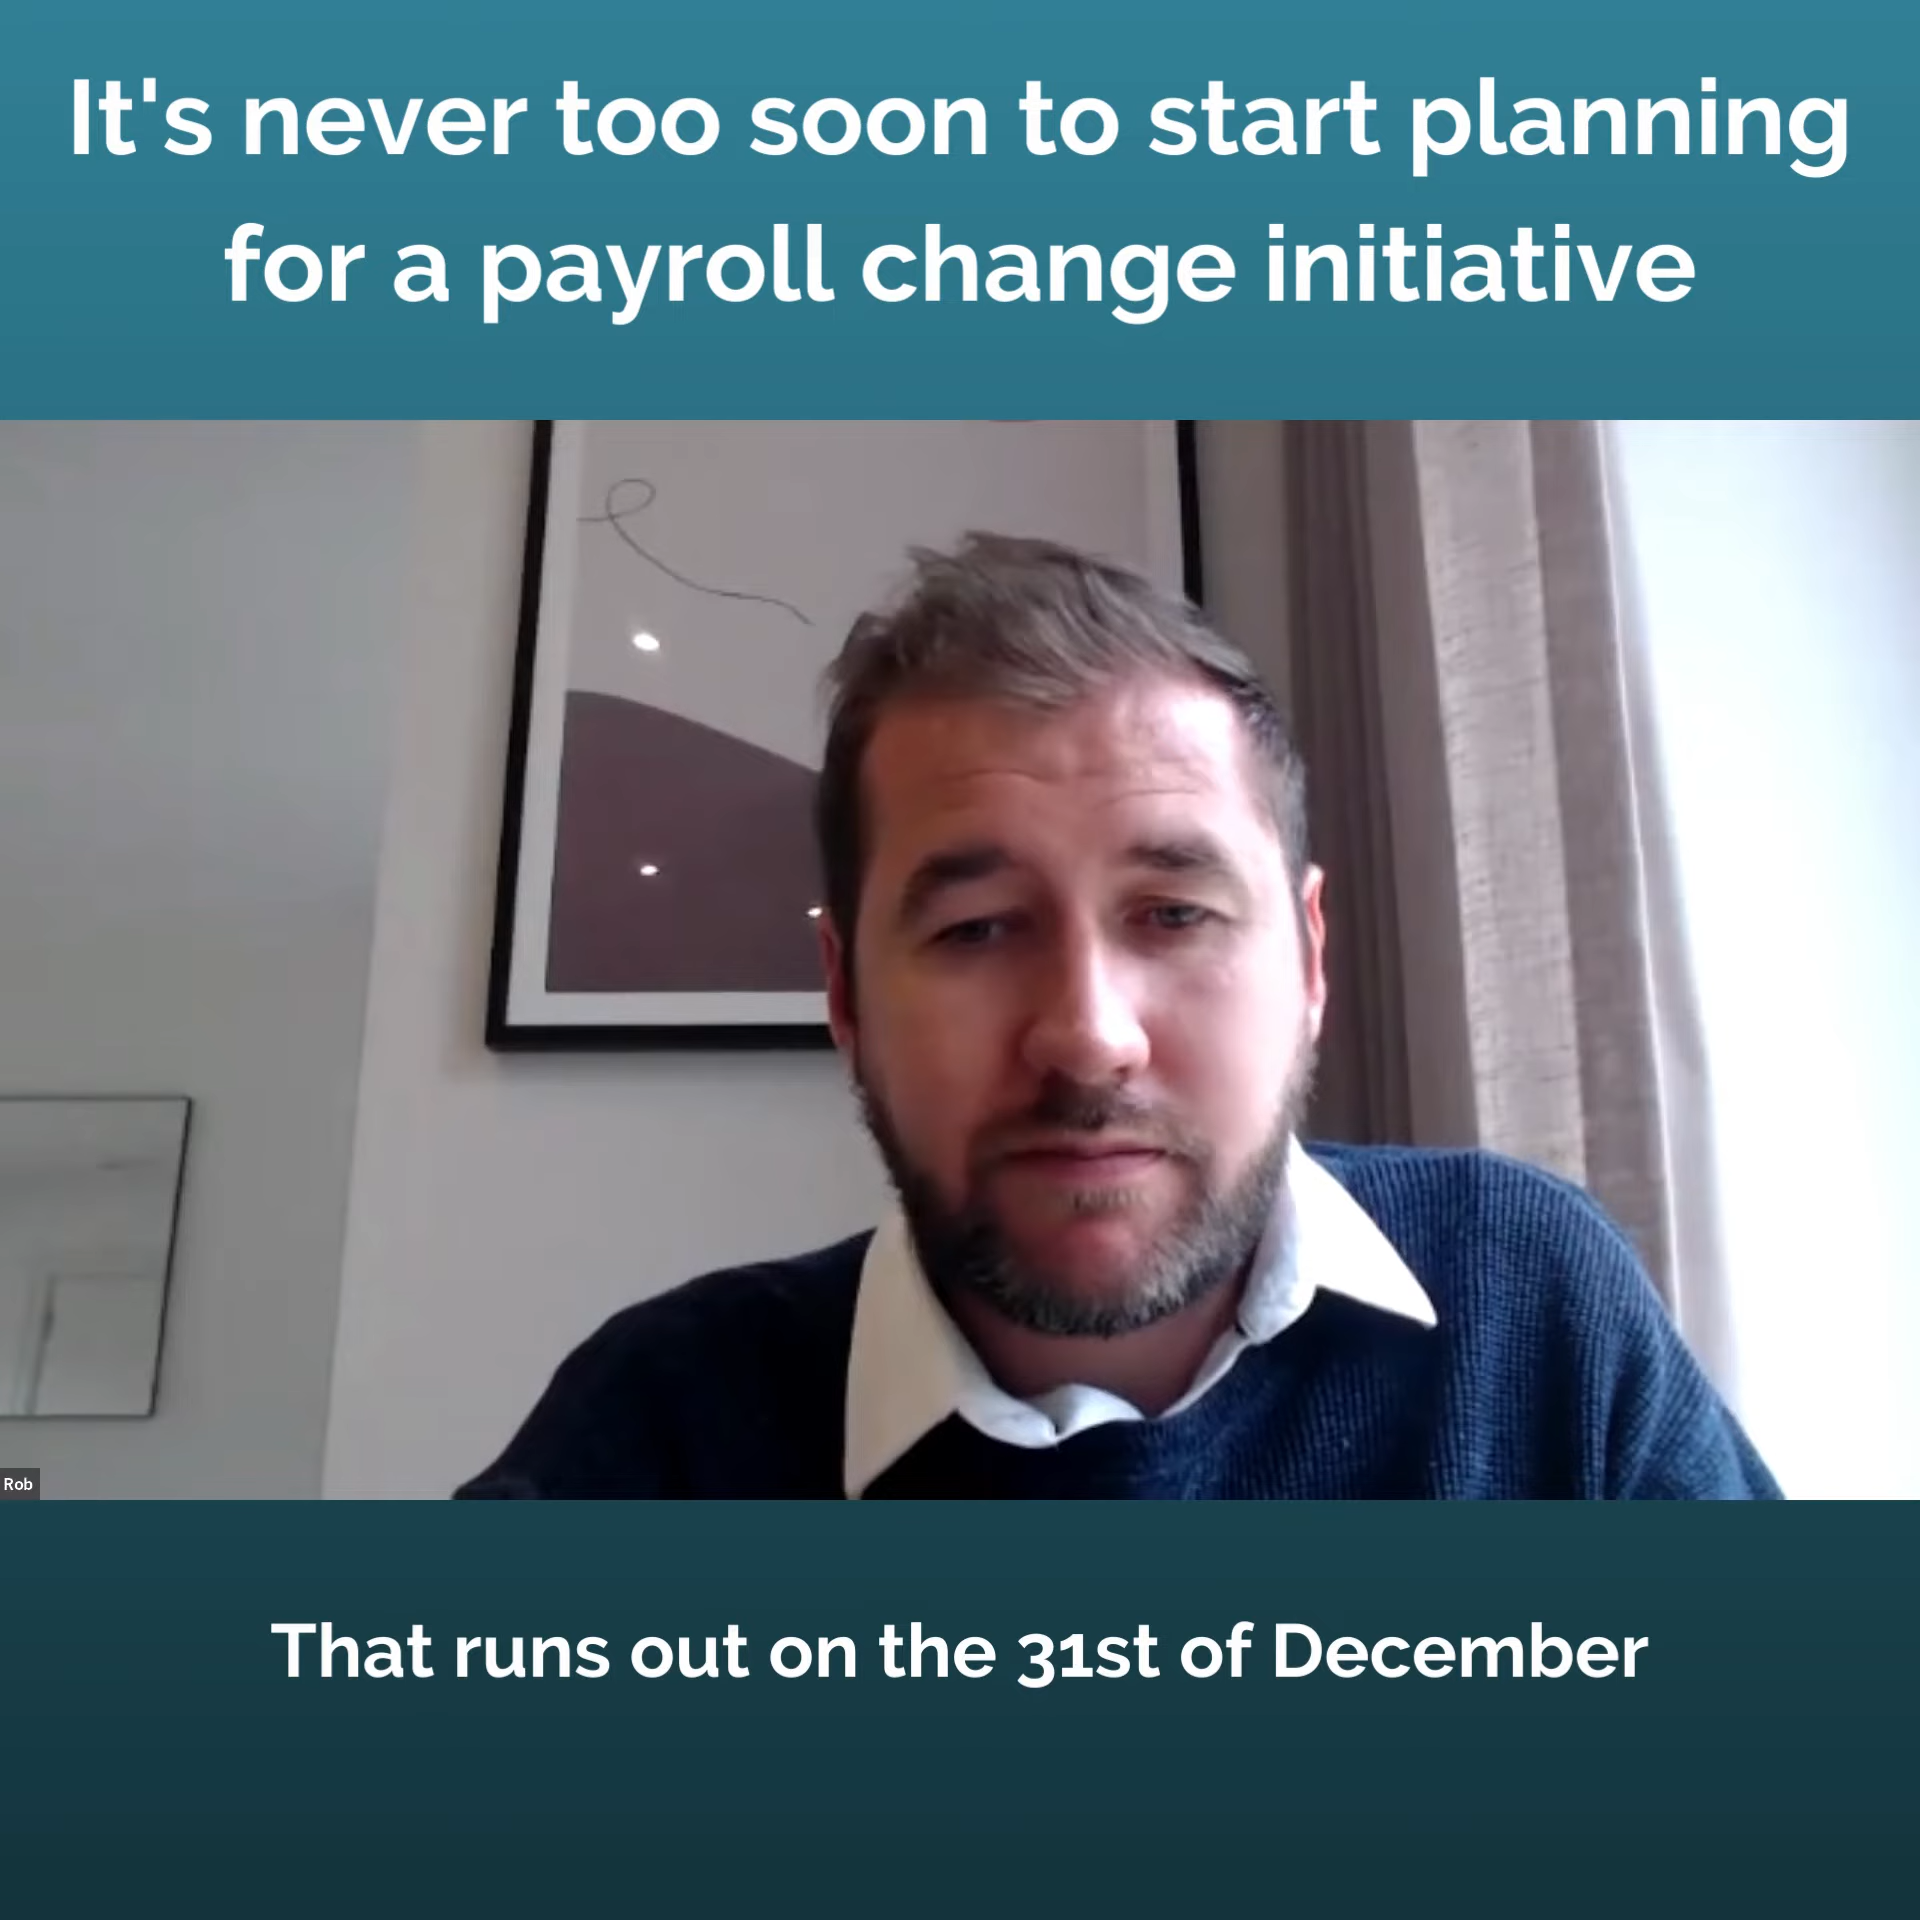 It's never too soon to start planning
for a payroll change initiative
Rob
That runs out on the 31st of December